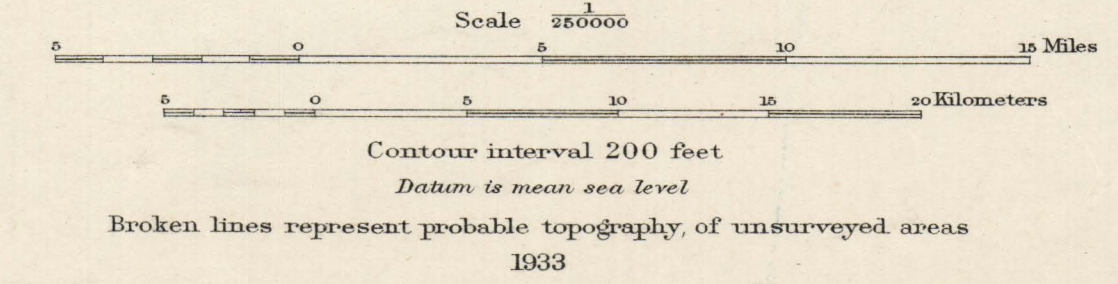 Scale 1/250000
5 0 5 10 15 Miles
5 0 5 10 15 20 Kilometers
Contour interval 200 feet
Datum is mean sea level
Broken lines represent probable topography, of unsurveyed areas
1933